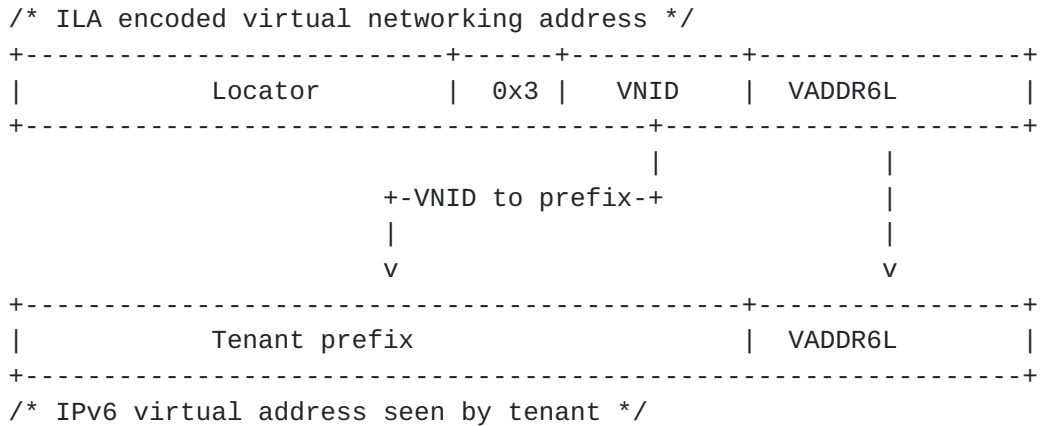 /* ILA encoded virtual networking address */
+---------------------------+------+-----------+-----------------+
|            Locator        |  0x3 |   VNID    |  VADDR6L        |
+----------------------------------------+-----------------------+
                                         |              |
                        +-VNID to prefix-+              |
                        |                               |
                        v                               v
+-----------------------------------------------+-----------------+
|            Tenant prefix                      |  VADDR6L        |
+-----------------------------------------------------------------+
/* IPv6 virtual address seen by tenant */